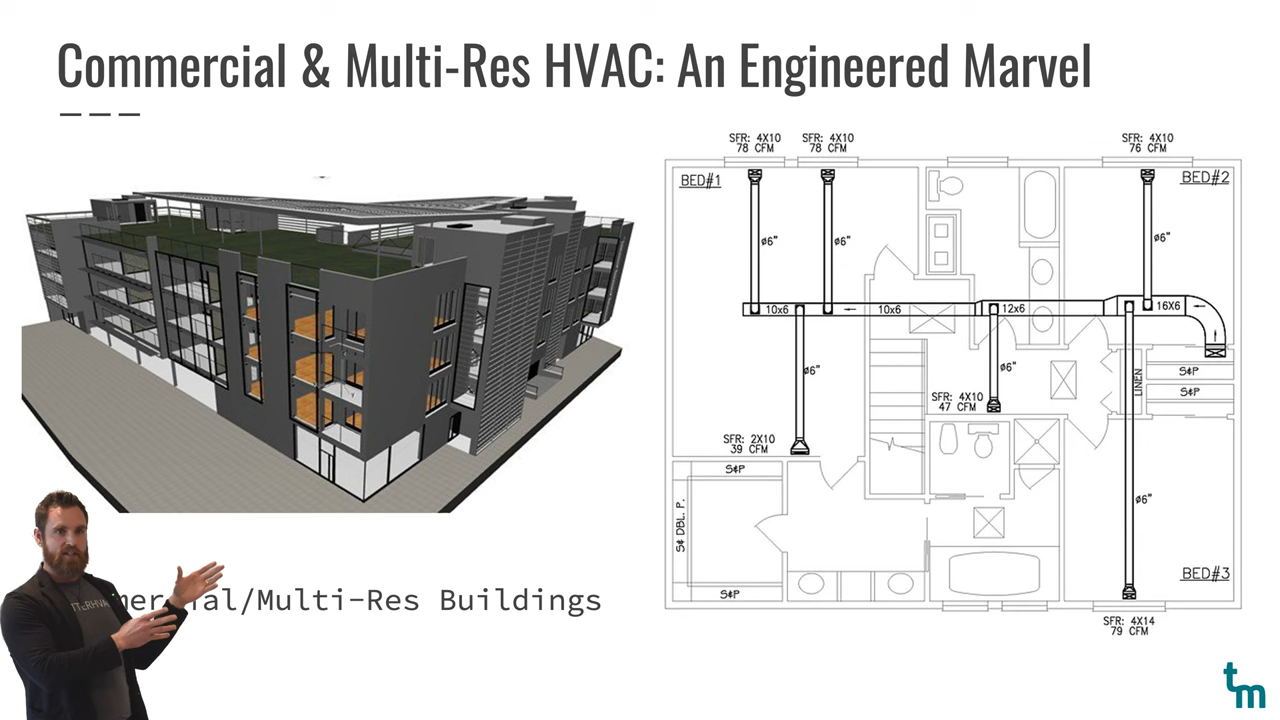 Commercial & Multi-Res HVAC: An Engineered Marvel
SFR: 4X10
78 CFM
SFR: 4X10
78 CFM
SFR: 4X10
76 CFM
BED#1
BED#2
ø6"
ø6"
ø6"
10x6
10x6
12x6
16X6
ø6"
ø6"
S&P
S&P
LINEN
SFR: 4X10
47 CFM
SFR: 2X10
39 CFM
S&P
S¢ DBL. P.
ø6"
BED#3
S&P
SFR: 4X14
79 CFM
mercial/Multi-Res Buildings
tm